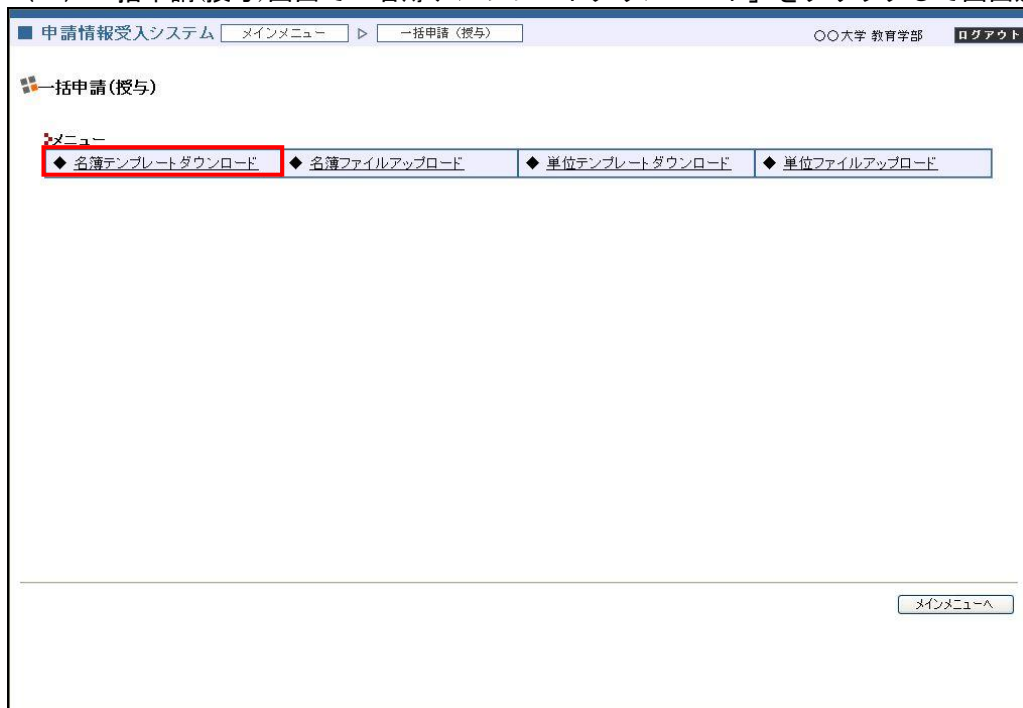 ■ 申請情報受入システム メインメニュー ▷ 一括申請（授与） 〇〇大学 教育学部 ログアウト
一括申請(授与)
メニュー
◆ 名簿テンプレートダウンロード ◆ 名簿ファイルアップロード ◆ 単位テンプレートダウンロード ◆ 単位ファイルアップロード
メインメニューへ